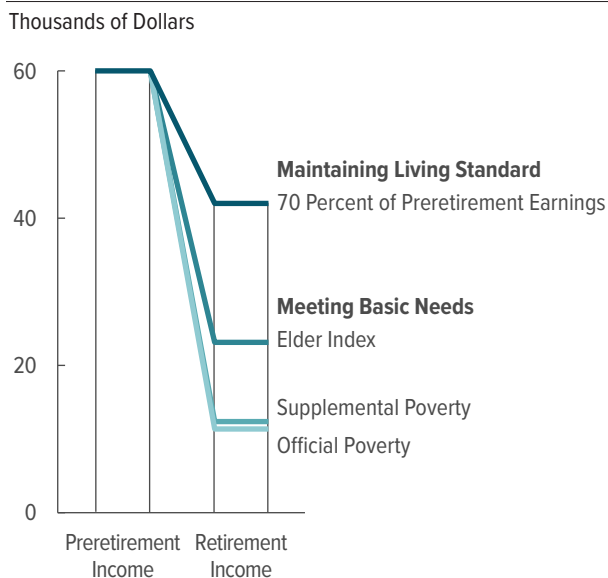 Thousands of Dollars
60
Maintaining Living Standard
70 Percent of Preretirement Earnings
40
Meeting Basic Needs
Elder Index
20
Supplemental Poverty
Official Poverty
0
Preretirement Income
Retirement Income